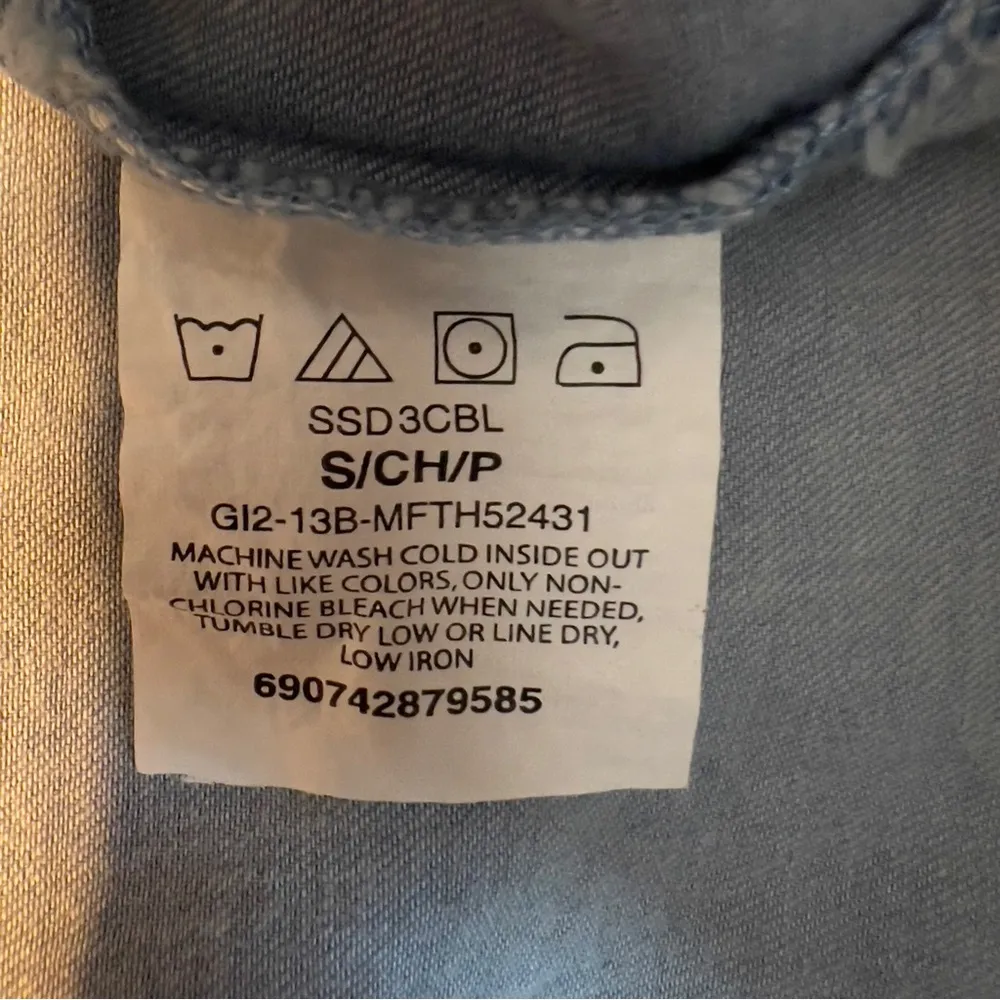 SSD3CBL
S/CH/P
GI2-13B-MFTH52431
MACHINE WASH COLD INSIDE OUT
WITH LIKE COLORS, ONLY NON-
CHLORINE BLEACH WHEN NEEDED,
TUMBLE DRY LOW OR LINE DRY,
LOW IRON
690742879585